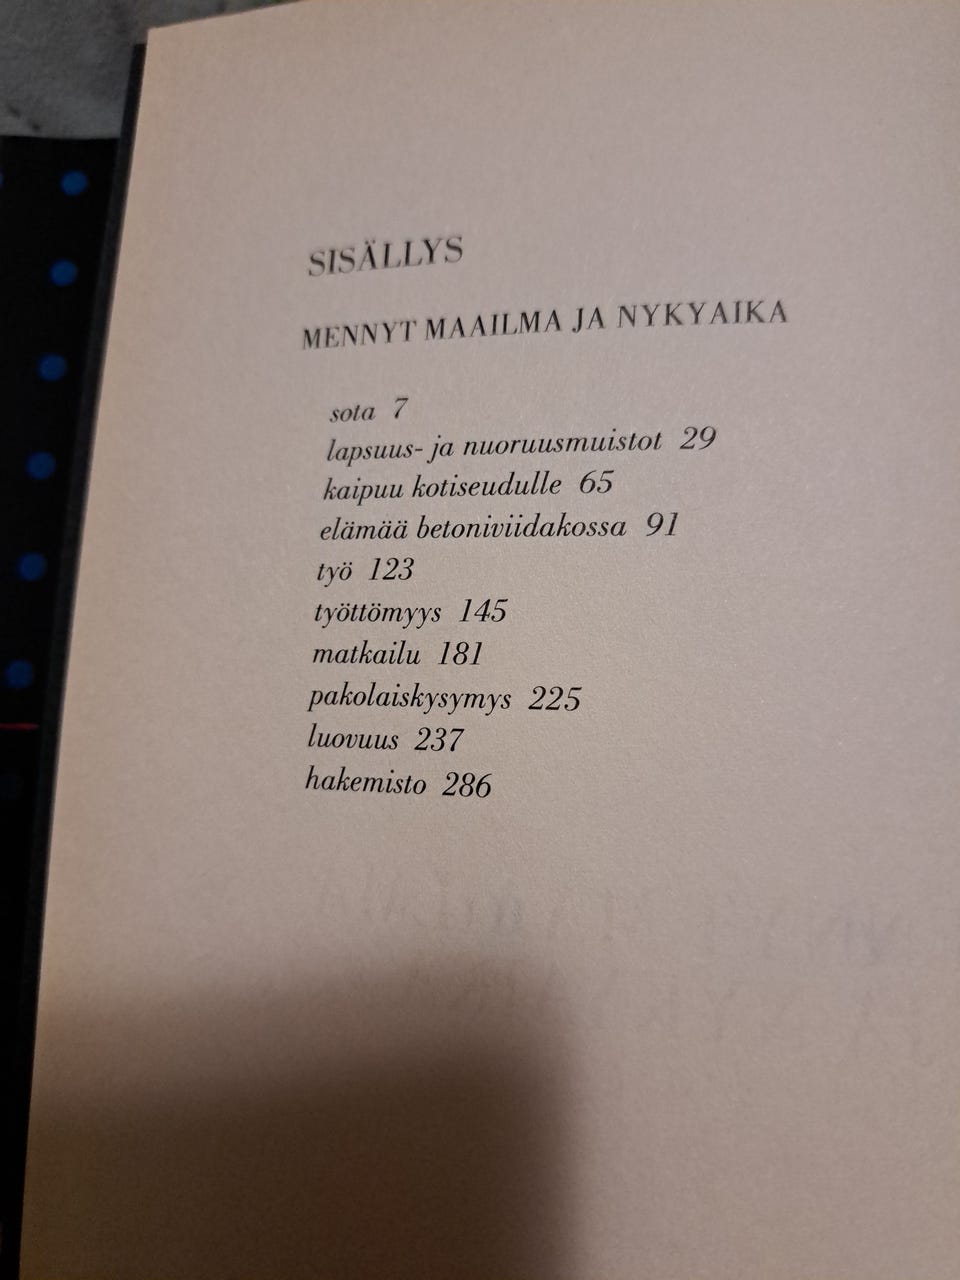 SISÄLLYS
MENNYT MAAILMA JA NYKYAIKA
sota 7
lapsuus- ja nuoruusmuistot 29
kaipuu kotiseudulle 65
elämää betoniviidakossa 91
työ 123
työttömyys 145
matkailu 181
pakolaiskysymys 225
luovuus 237
hakemisto 286